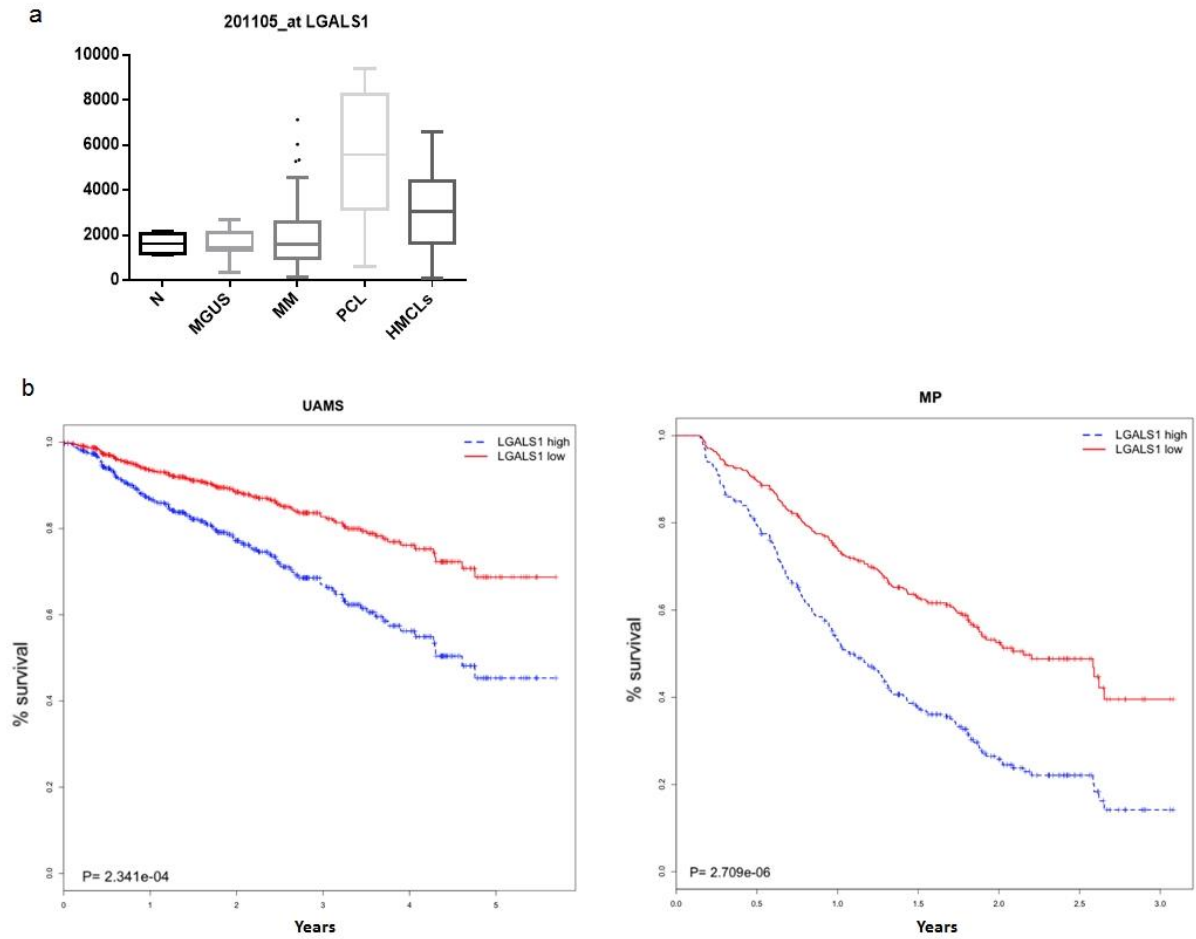 a
201105_at LGALS1
10000
8000
6000
4000
2000
0
N
MGUS
MM
PCL
HMCLs
b
UAMS
LGALS1 high
LGALS1 low
% survival
1.0
0.8
0.6
0.4
0.2
0.0
P= 2.341e-04
0 1 2 3 4 5
Years
MP
LGALS1 high
LGALS1 low
% survival
1.0
0.8
0.6
0.4
0.2
0.0
P= 2.709e-06
0.0 0.5 1.0 1.5 2.0 2.5 3.0
Years